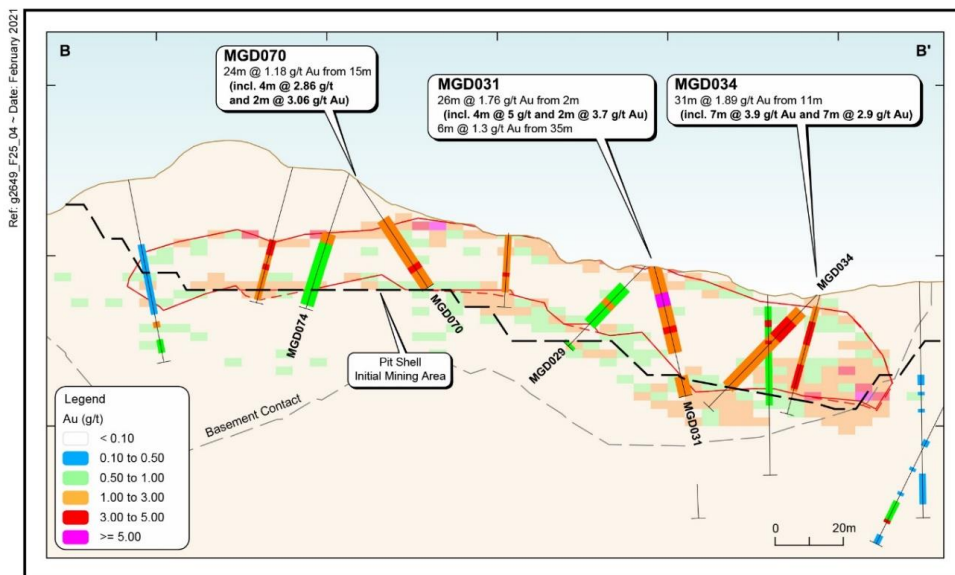 Ref: g2649_F25_04 ~ Date: February 2021
B
B'
MGD070
24m @ 1.18 g/t Au from 15m
(incl. 4m @ 2.86 g/t
and 2m @ 3.06 g/t Au)
MGD031
26m @ 1.76 g/t Au from 2m
(incl. 4m @ 5 g/t and 2m @ 3.7 g/t Au)
6m @ 1.3 g/t Au from 35m
MGD034
31m @ 1.89 g/t Au from 11m
(incl. 7m @ 3.9 g/t Au and 7m @ 2.9 g/t Au)
MGD034
MGD074
MGD070
MGD029
MGD031
Pit Shell
Initial Mining Area
Basement Contact
Legend
Au (g/t)
< 0.10
0.10 to 0.50
0.50 to 1.00
1.00 to 3.00
3.00 to 5.00
>= 5.00
0 20m